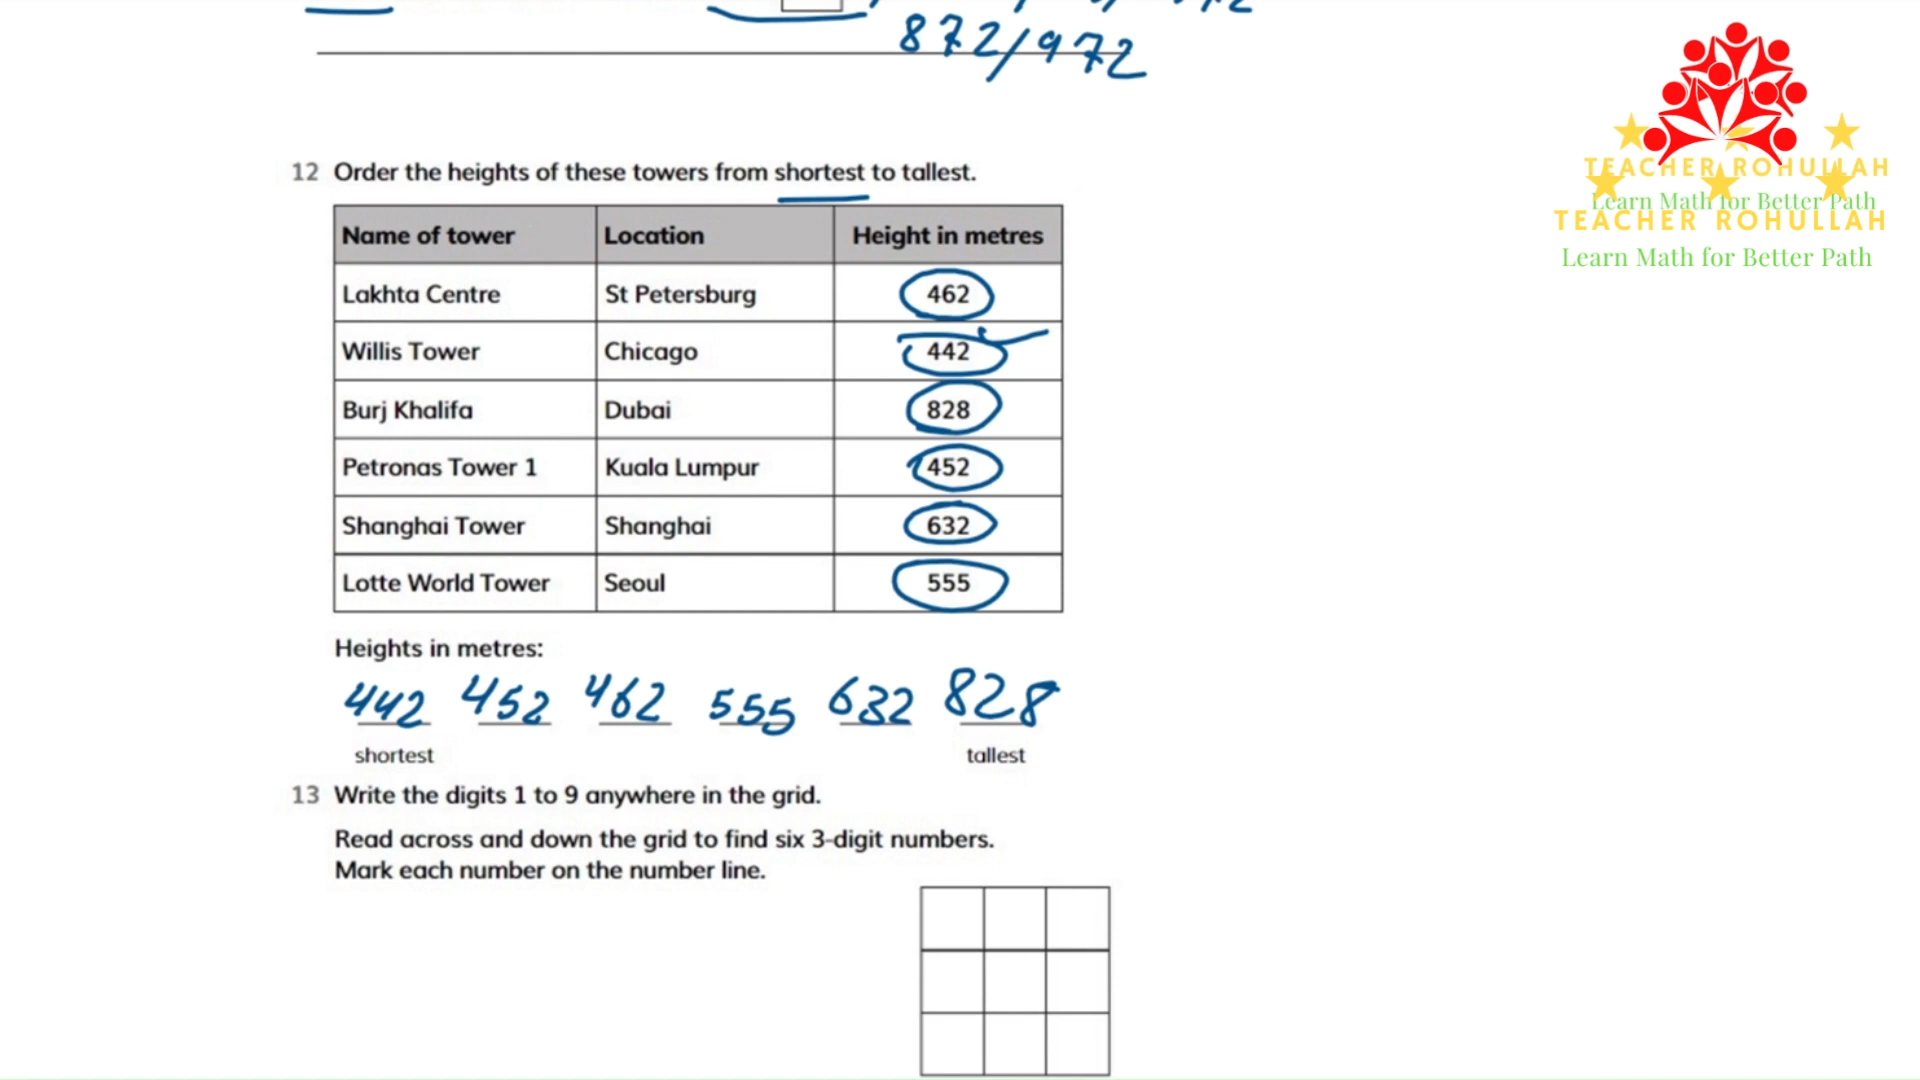 872/972
TEACHER ROHULLAH
Learn Math for Better Path
TEACHER ROHULLAH
Learn Math for Better Path
12 Order the heights of these towers from shortest to tallest.
Name of tower Location Height in metres
Lakhta Centre St Petersburg 462
Willis Tower Chicago 442
Burj Khalifa Dubai 828
Petronas Tower 1 Kuala Lumpur 452
Shanghai Tower Shanghai 632
Lotte World Tower Seoul 555
Heights in metres:
442 452 462 555 632 828
shortest tallest
13 Write the digits 1 to 9 anywhere in the grid.
Read across and down the grid to find six 3-digit numbers.
Mark each number on the number line.